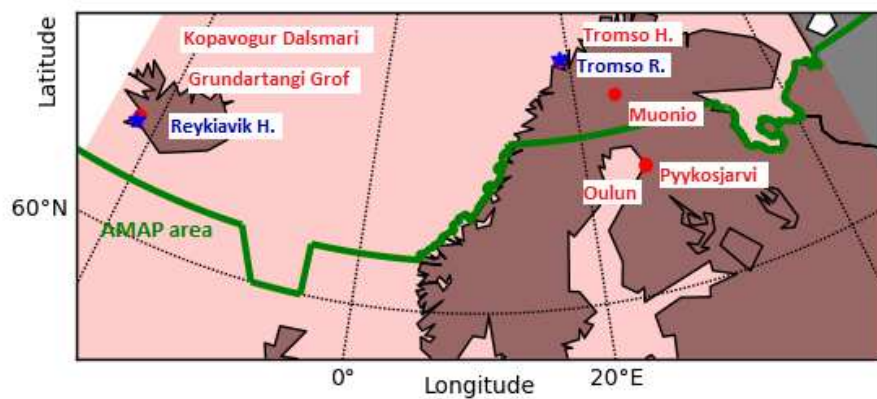 Latitude
Kopavogur Dalsmari
Tromso H.
Grundartangi Grof
Tromso R.
Reykiavik H.
Muonio
Pyykosjarvi
Oulun
60°N
AMAP area
0°
20°E
Longitude